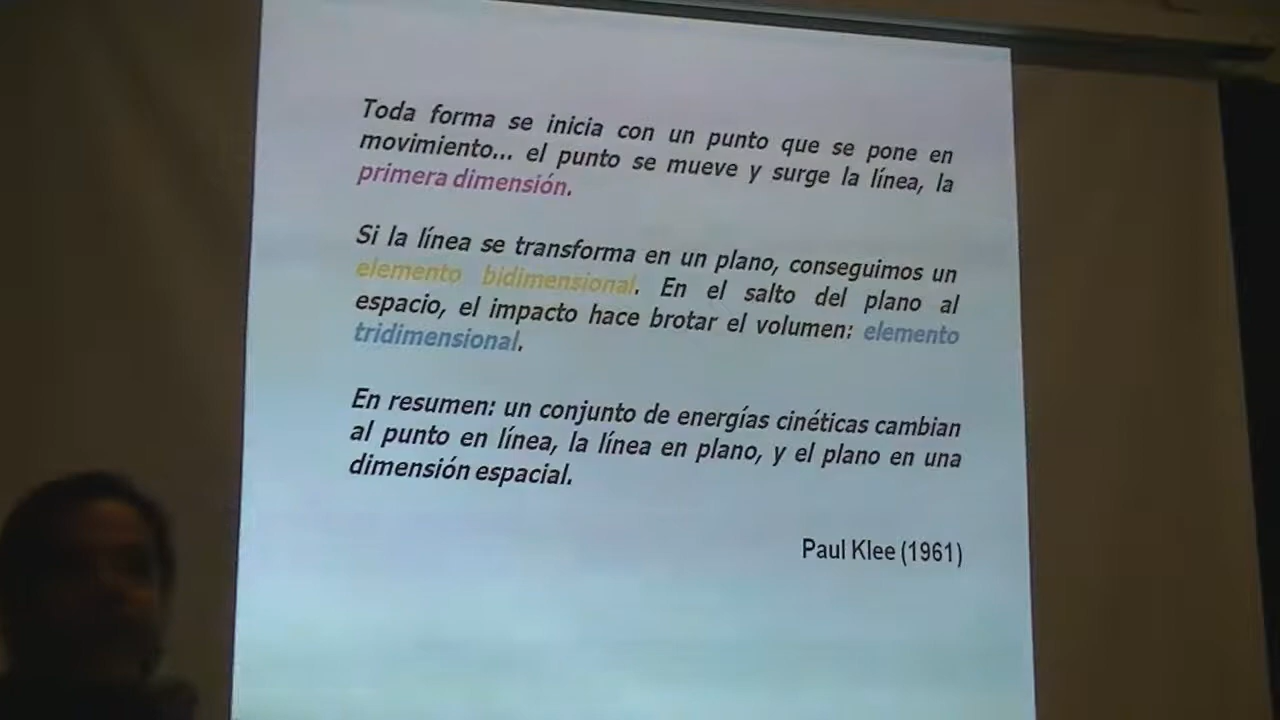 Toda forma se inicia con un punto que se pone en
movimiento... el punto se mueve y surge la línea, la
primera dimensión.
Si la línea se transforma en un plano, conseguimos un
elemento bidimensional. En el salto del plano al
espacio, el impacto hace brotar el volumen: elemento
tridimensional.
En resumen: un conjunto de energías cinéticas cambian
al punto en línea, la línea en plano, y el plano en una
dimensión espacial.
Paul Klee (1961)